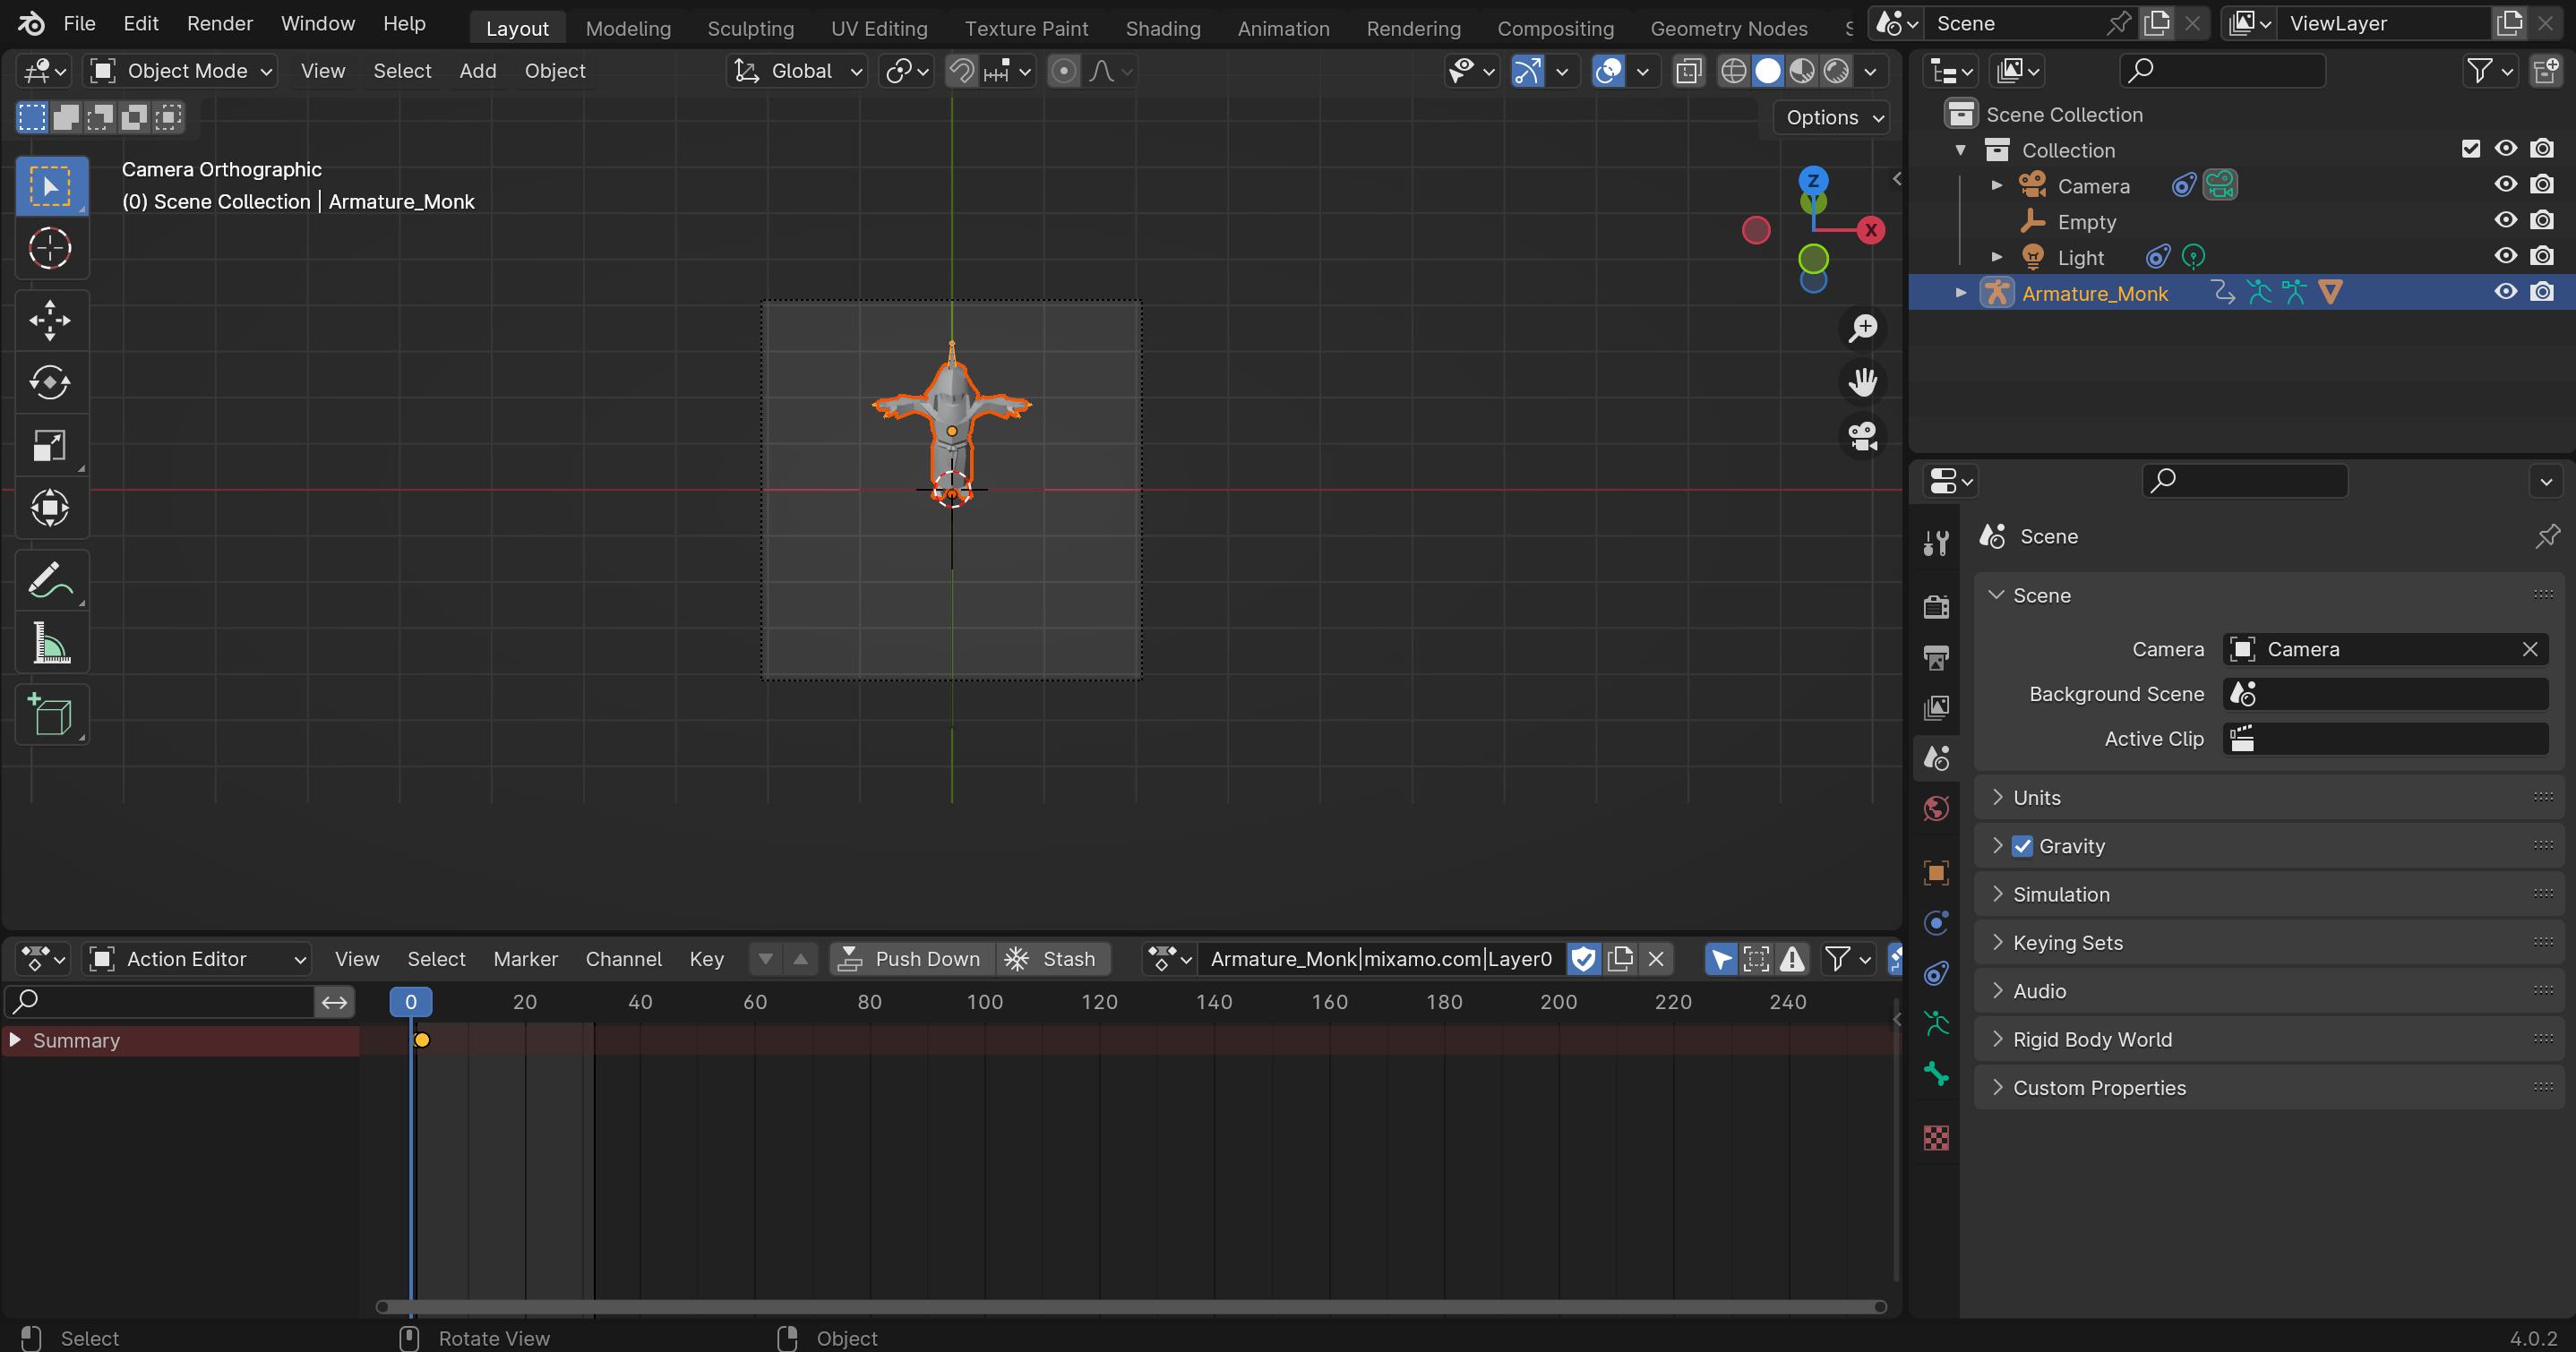 File Edit Render Window Help Layout Modeling Sculpting UV Editing Texture Paint Shading Animation Rendering Compositing Geometry Nodes Scene ViewLayer
Object Mode View Select Add Object Global
Options
Camera Orthographic
(0) Scene Collection | Armature_Monk
Z
X
Scene Collection
Collection
Camera
Empty
Light
Armature_Monk
Scene
Scene
Camera Camera
Background Scene
Active Clip
Units
Gravity
Simulation
Keying Sets
Audio
Rigid Body World
Custom Properties
Action Editor View Select Marker Channel Key Push Down Stash Armature_Monk|mixamo.com|Layer0
0 20 40 60 80 100 120 140 160 180 200 220 240
Summary
Select Rotate View Object 4.0.2